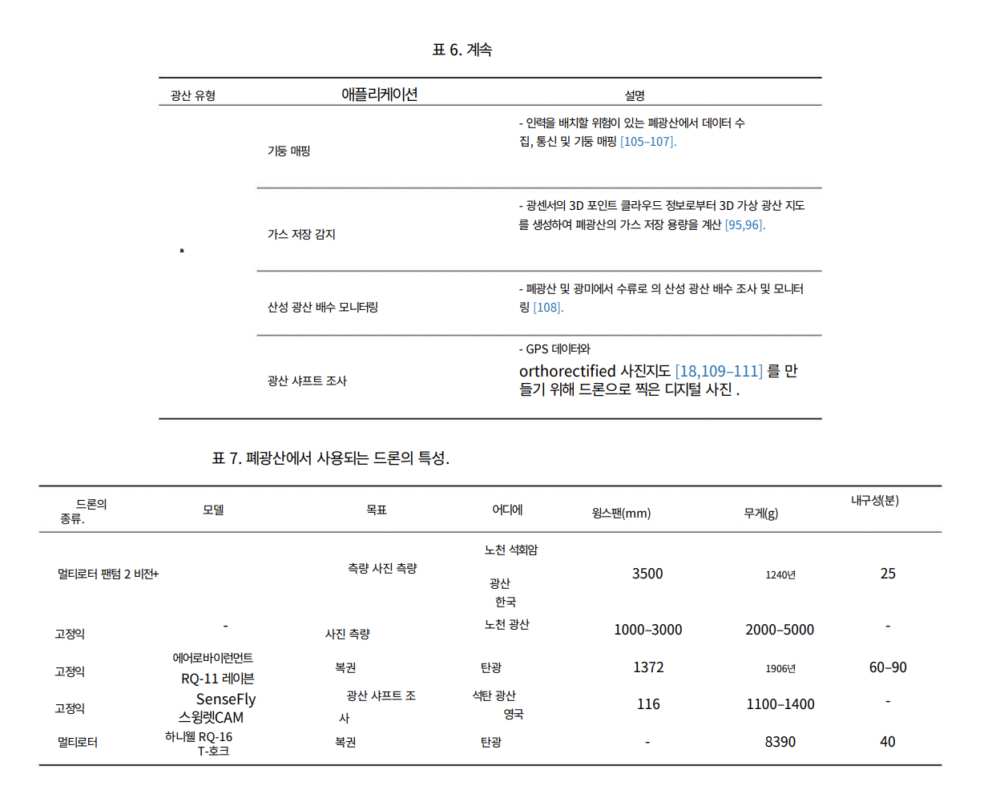 표 6. 계속
광산 유형 애플리케이션 설명
기둥 매핑
- 인력을 배치할 위험이 있는 폐광산에서 데이터 수
집, 통신 및 기둥 매핑 [105–107].
가스 저장 감지
- 광센서의 3D 포인트 클라우드 정보로부터 3D 가상 광산 지도
를 생성하여 폐광산의 가스 저장 용량을 계산 [95,96].
산성 광산 배수 모니터링
- 폐광산 및 광미에서 수류로 의 산성 광산 배수 조사 및 모니터
링 [108].
광산 샤프트 조사
- GPS 데이터와
orthorectified 사진지도 [18,109–111] 를 만
들기 위해 드론으로 찍은 디지털 사진 .
표 7. 폐광산에서 사용되는 드론의 특성.
드론의
종류.
모델 목표 어디에 윙스팬(mm) 무게(g) 내구성(분)
멀티로터 팬텀 2 비전+
측량 사진 측량
노천 석회암
광산
한국
3500 1240년 25
고정익 - 사진 측량 노천 광산 1000–3000 2000–5000 -
고정익
에어로바이런먼트
RQ-11 레이븐
복권 탄광 1372 1906년 60–90
고정익
SenseFly
스윙렛CAM
광산 샤프트 조
사
석탄 광산
영국
116 1100–1400 -
멀티로터
하니웰 RQ-16
T-호크
복권 탄광 - 8390 40